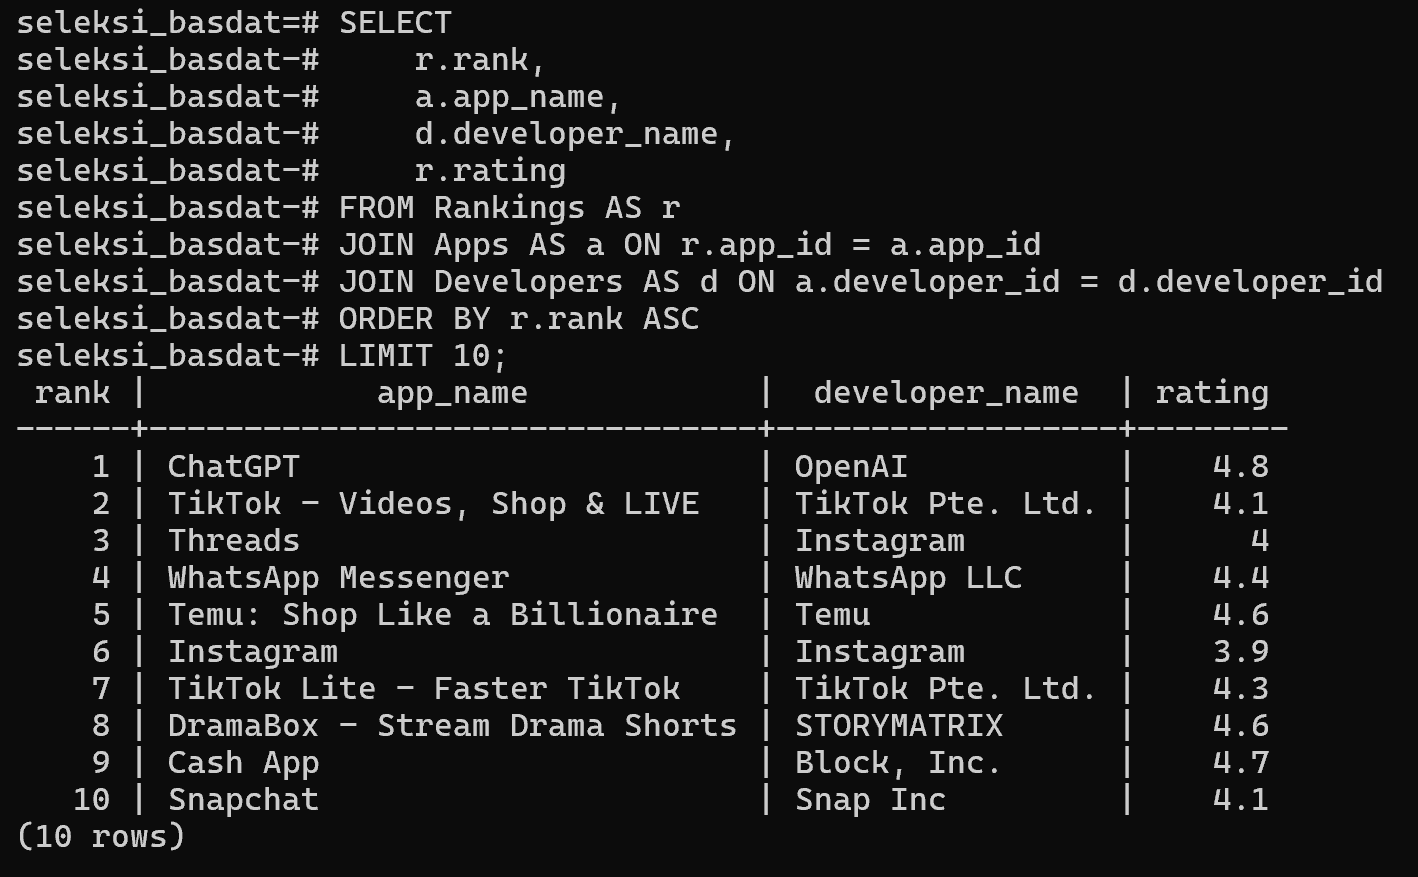 seleksi_basdat=# SELECT
seleksi_basdat-#     r.rank,
seleksi_basdat-#     a.app_name,
seleksi_basdat-#     d.developer_name,
seleksi_basdat-#     r.rating
seleksi_basdat-# FROM Rankings AS r
seleksi_basdat-# JOIN Apps AS a ON r.app_id = a.app_id
seleksi_basdat-# JOIN Developers AS d ON a.developer_id = d.developer_id
seleksi_basdat-# ORDER BY r.rank ASC
seleksi_basdat-# LIMIT 10;
 rank |            app_name            |  developer_name  | rating
------+--------------------------------+------------------+--------
    1 | ChatGPT                        | OpenAI           |    4.8
    2 | TikTok - Videos, Shop & LIVE   | TikTok Pte. Ltd. |    4.1
    3 | Threads                        | Instagram        |      4
    4 | WhatsApp Messenger             | WhatsApp LLC     |    4.4
    5 | Temu: Shop Like a Billionaire  | Temu             |    4.6
    6 | Instagram                      | Instagram        |    3.9
    7 | TikTok Lite - Faster TikTok    | TikTok Pte. Ltd. |    4.3
    8 | DramaBox - Stream Drama Shorts | STORYMATRIX      |    4.6
    9 | Cash App                       | Block, Inc.      |    4.7
   10 | Snapchat                       | Snap Inc         |    4.1
(10 rows)